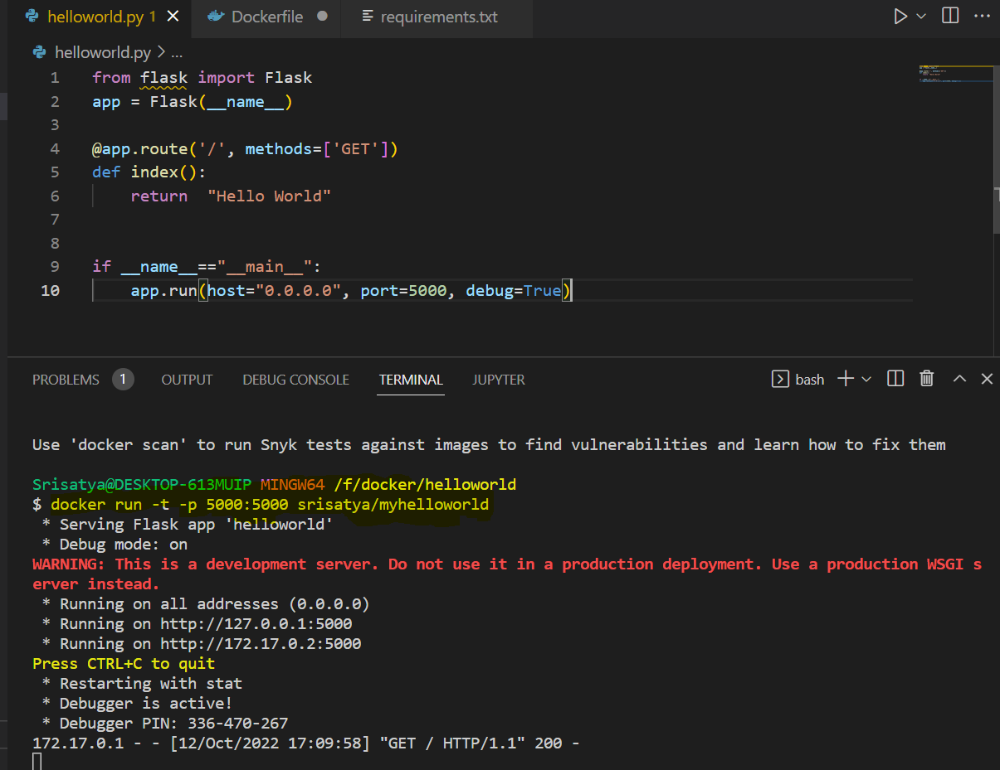 helloworld.py 1
Dockerfile
requirements.txt
helloworld.py > ...
1 from flask import Flask
2 app = Flask(__name__)
3
4 @app.route('/', methods=['GET'])
5 def index():
6     return  "Hello World"
7
8
9 if __name__=="__main__":
10     app.run(host="0.0.0.0", port=5000, debug=True)
PROBLEMS 1 OUTPUT DEBUG CONSOLE TERMINAL JUPYTER bash
Use 'docker scan' to run Snyk tests against images to find vulnerabilities and learn how to fix them
Srisatya@DESKTOP-613MUIP MINGW64 /f/docker/helloworld
$ docker run -t -p 5000:5000 srisatya/myhelloworld
 * Serving Flask app 'helloworld'
 * Debug mode: on
WARNING: This is a development server. Do not use it in a production deployment. Use a production WSGI s
erver instead.
 * Running on all addresses (0.0.0.0)
 * Running on http://127.0.0.1:5000
 * Running on http://172.17.0.2:5000
Press CTRL+C to quit
 * Restarting with stat
 * Debugger is active!
 * Debugger PIN: 336-470-267
172.17.0.1 - - [12/Oct/2022 17:09:58] "GET / HTTP/1.1" 200 -